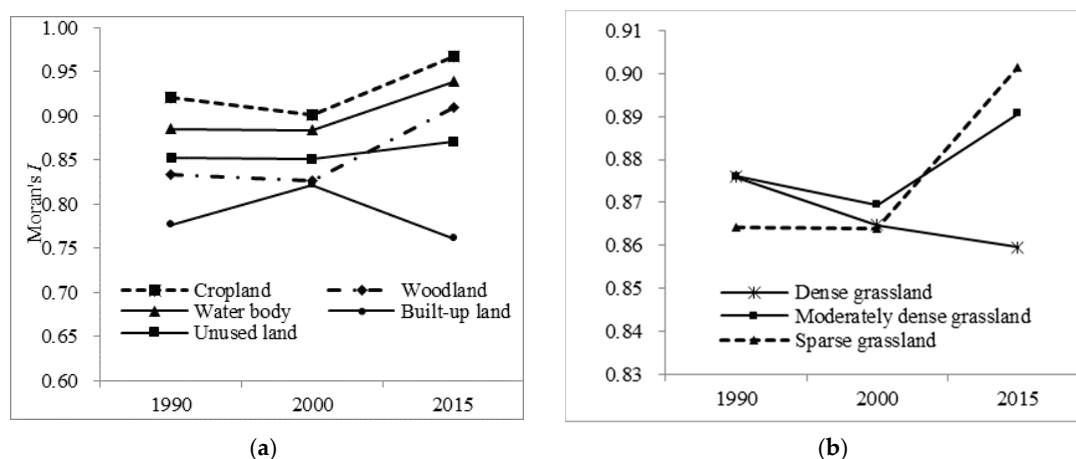 1.00
0.95
0.90
0.85
0.80
0.75
0.70
0.65
0.60
Moran's I
1990 2000 2015
Cropland Woodland
Water body Built-up land
Unused land
(a)
0.91
0.90
0.89
0.88
0.87
0.86
0.85
0.84
0.83
1990 2000 2015
Dense grassland
Moderately dense grassland
Sparse grassland
(b)